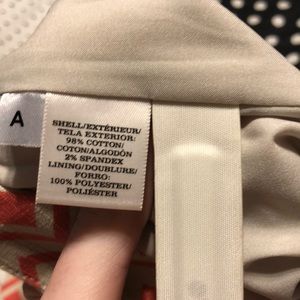 A
SHELL/EXTÉRIEUR/
TELA EXTERIOR:
98% COTTON/
COTON/ALGODÓN
2% SPANDEX
LINING/DOUBLURE/
FORRO:
100% POLYESTER/
POLIÉSTER